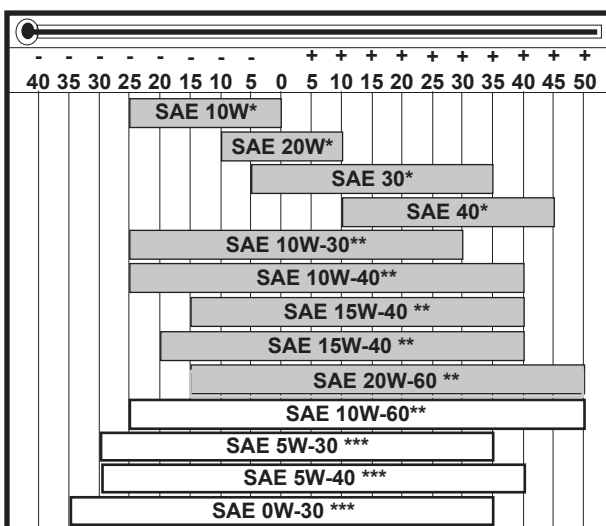 - - - - - - - - + + + + + + + + + +
40 35 30 25 20 15 10 5 0 5 10 15 20 25 30 35 40 45 50
SAE 10W*
SAE 20W*
SAE 30*
SAE 40*
SAE 10W-30**
SAE 10W-40**
SAE 15W-40 **
SAE 15W-40 **
SAE 20W-60 **
SAE 10W-60**
SAE 5W-30 ***
SAE 5W-40 ***
SAE 0W-30 ***